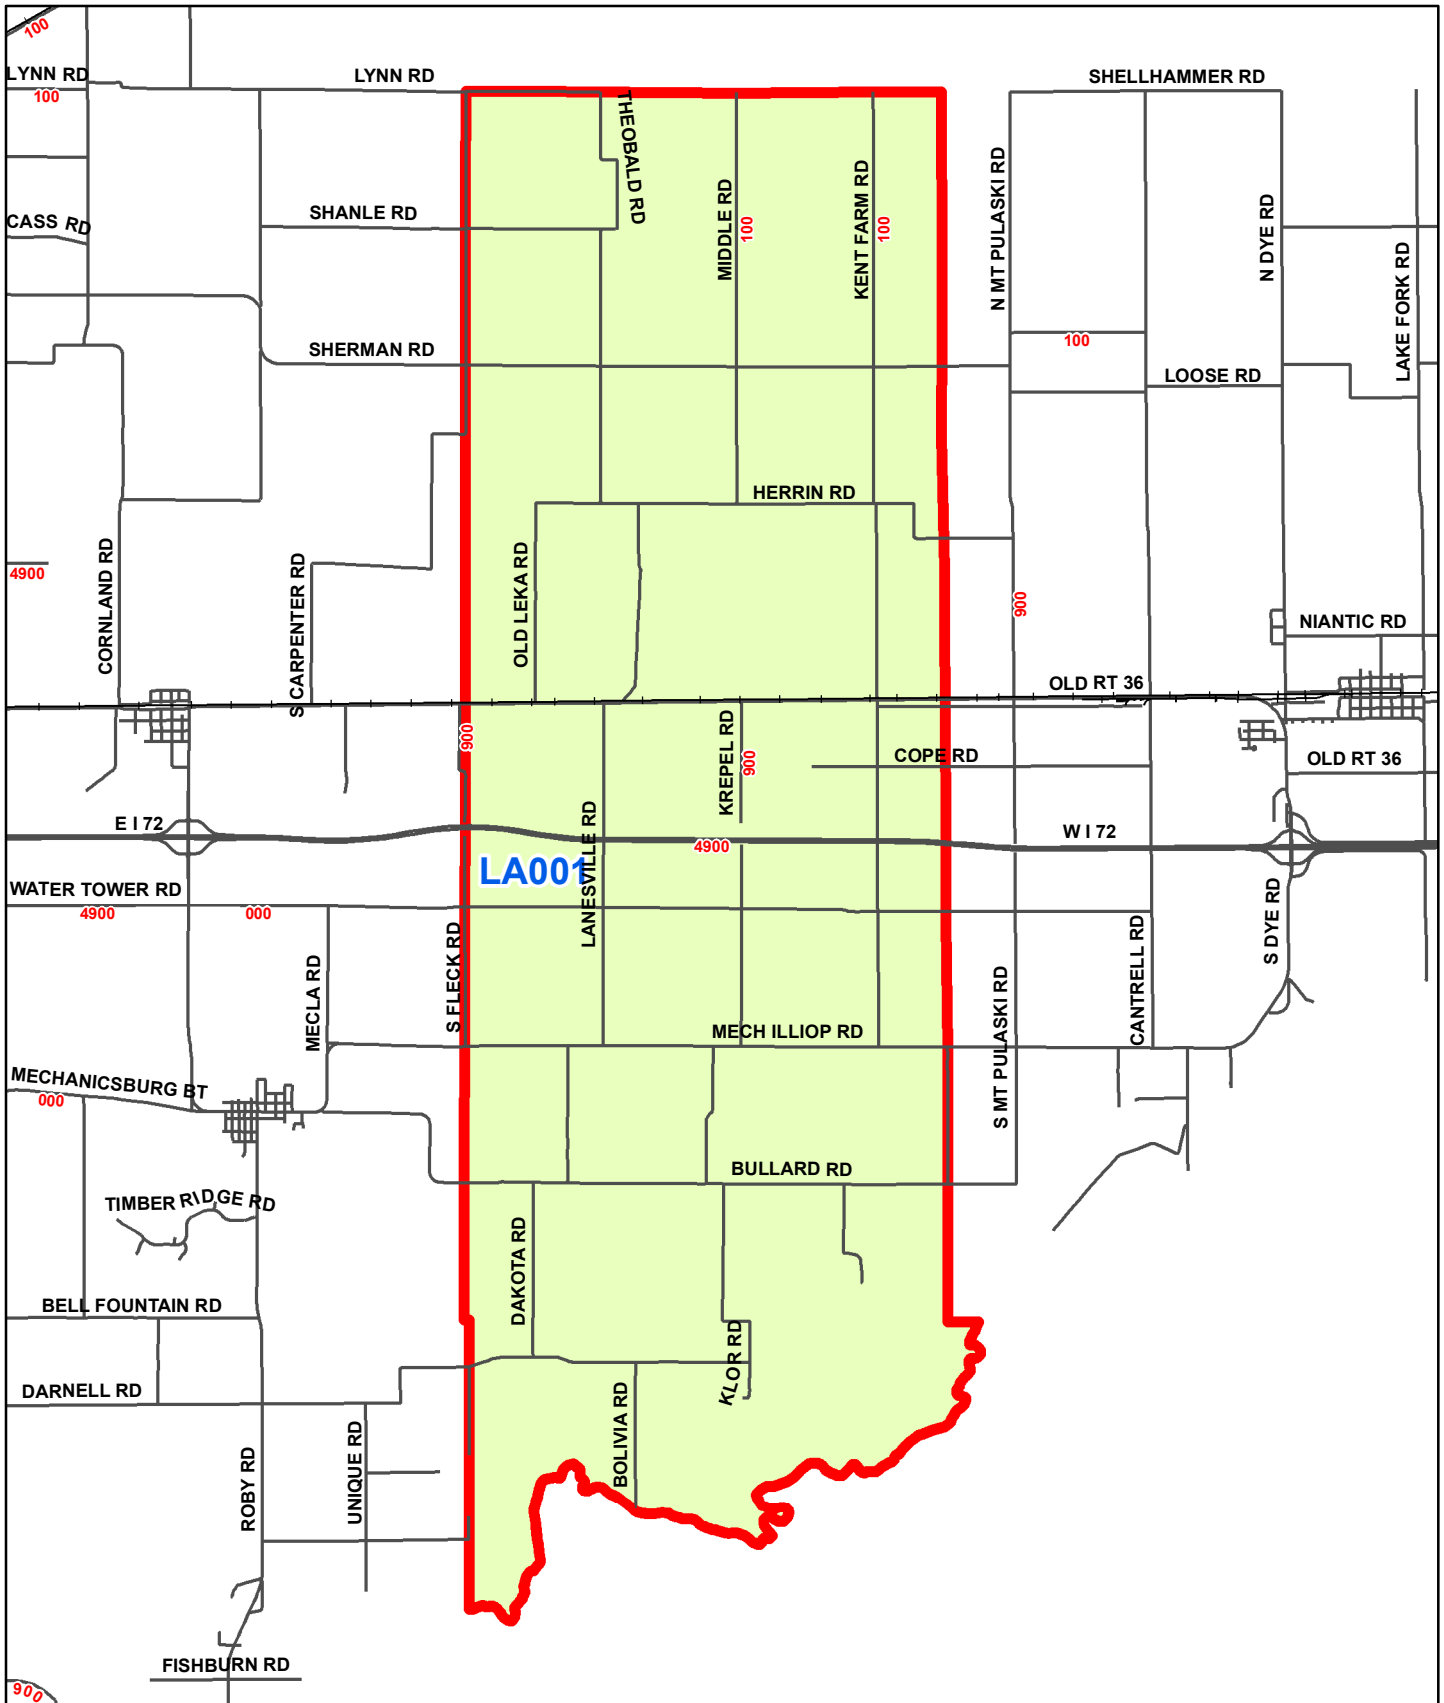 100
LYNN RD
100
LYNN RD
SHELLHAMMER RD
THEOBALD RD
N MT PULASKI RD
MIDDLE RD
100
KENT FARM RD
100
N DYE RD
CASS RD
SHANLE RD
LAKE FORK RD
SHERMAN RD
100
LOOSE RD
HERRIN RD
CORNLAND RD
4900
S CARPENTER RD
OLD LEKA RD
900
NIANTIC RD
OLD RT 36
900
KREPEL RD
900
COPE RD
OLD RT 36
E I 72
W I 72
4900
LA001
LANESVILLE RD
WATER TOWER RD
4900
000
S FLECK RD
MECLA RD
S MT PULASKI RD
CANTRELL RD
S DYE RD
MECH ILLIOP RD
MECHANICSBURG BT
000
BULLARD RD
TIMBER RIDGE RD
DAKOTA RD
BELL FOUNTAIN RD
KLOR RD
DARNELL RD
BOLIVIA RD
ROBY RD
UNIQUE RD
FISHBURN RD
900